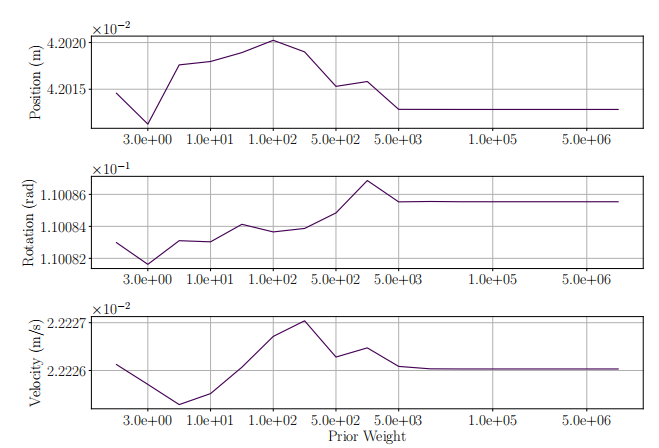 ×10⁻²
4.2020
4.2015
Position (m)
3.0e+00 1.0e+01 1.0e+02 5.0e+02 5.0e+03 1.0e+05 5.0e+06
×10⁻¹
1.10086
1.10084
1.10082
Rotation (rad)
3.0e+00 1.0e+01 1.0e+02 5.0e+02 5.0e+03 1.0e+05 5.0e+06
×10⁻²
2.2227
2.2226
Velocity (m/s)
3.0e+00 1.0e+01 1.0e+02 5.0e+02 5.0e+03 1.0e+05 5.0e+06
Prior Weight